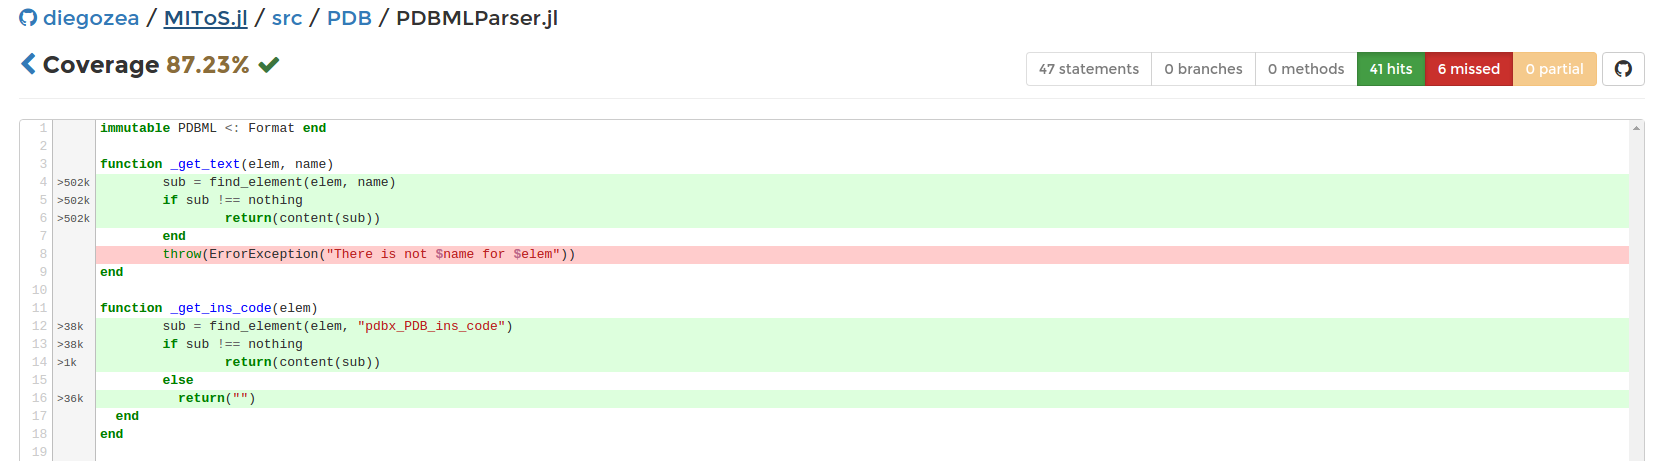 diegozea / MIToS.jl / src / PDB / PDBMLParser.jl
Coverage 87.23% 47 statements 0 branches 0 methods 41 hits 6 missed 0 partial
1 immutable PDBML <: Format end
2
3 function _get_text(elem, name)
4 >502k sub = find_element(elem, name)
5 >502k if sub !== nothing
6 >502k return(content(sub))
7 end
8 throw(ErrorException("There is not $name for $elem"))
9 end
10
11 function _get_ins_code(elem)
12 >38k sub = find_element(elem, "pdbx_PDB_ins_code")
13 >38k if sub !== nothing
14 >1k return(content(sub))
15 else
16 >36k return("")
17 end
18 end
19